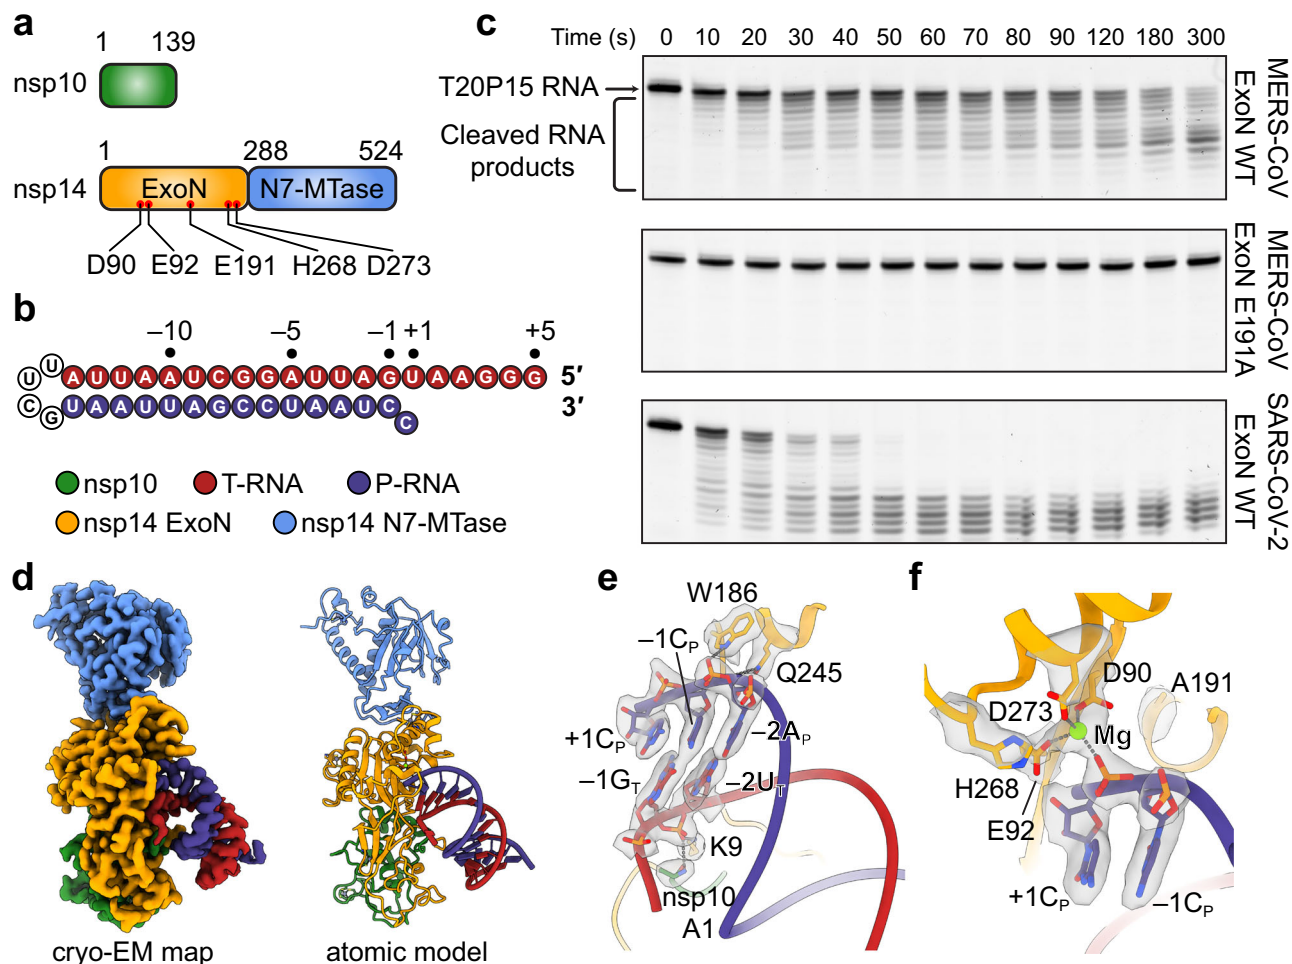 a
1 139
nsp10
1 288 524
nsp14 ExoN N7-MTase
D90 E92 E191 H268 D273
b
–10 –5 –1 +1 +5
U A U U A A U C G G A U U A G U A A G G G 5′
U
C U A A U U A G C C U A A U C 3′
G C
nsp10 T-RNA P-RNA
nsp14 ExoN nsp14 N7-MTase
c
Time (s) 0 10 20 30 40 50 60 70 80 90 120 180 300
T20P15 RNA
Cleaved RNA
products
MERS-CoV
ExoN WT
MERS-CoV
ExoN E191A
SARS-CoV-2
ExoN WT
d
cryo-EM map atomic model
e
W186
–1CP
Q245
+1CP
–2AP
–1GT
–2UT
K9
nsp10
A1
f
D90
A191
D273
Mg
H268
E92
+1CP
–1CP